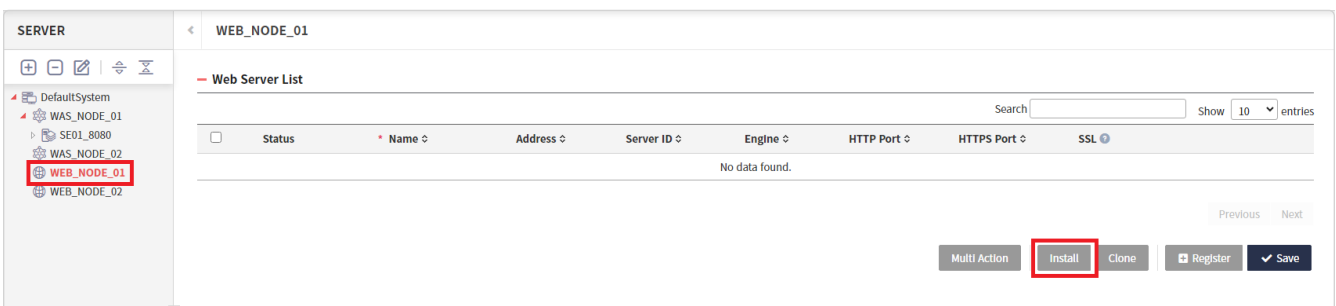 SERVER
WEB_NODE_01
DefaultSystem
WAS_NODE_01
SE01_8080
WAS_NODE_02
WEB_NODE_01
WEB_NODE_02
Web Server List
Search Show 10 entries
Status * Name Address Server ID Engine HTTP Port HTTPS Port SSL ?
No data found.
Previous Next
Multi Action Install Clone Register Save